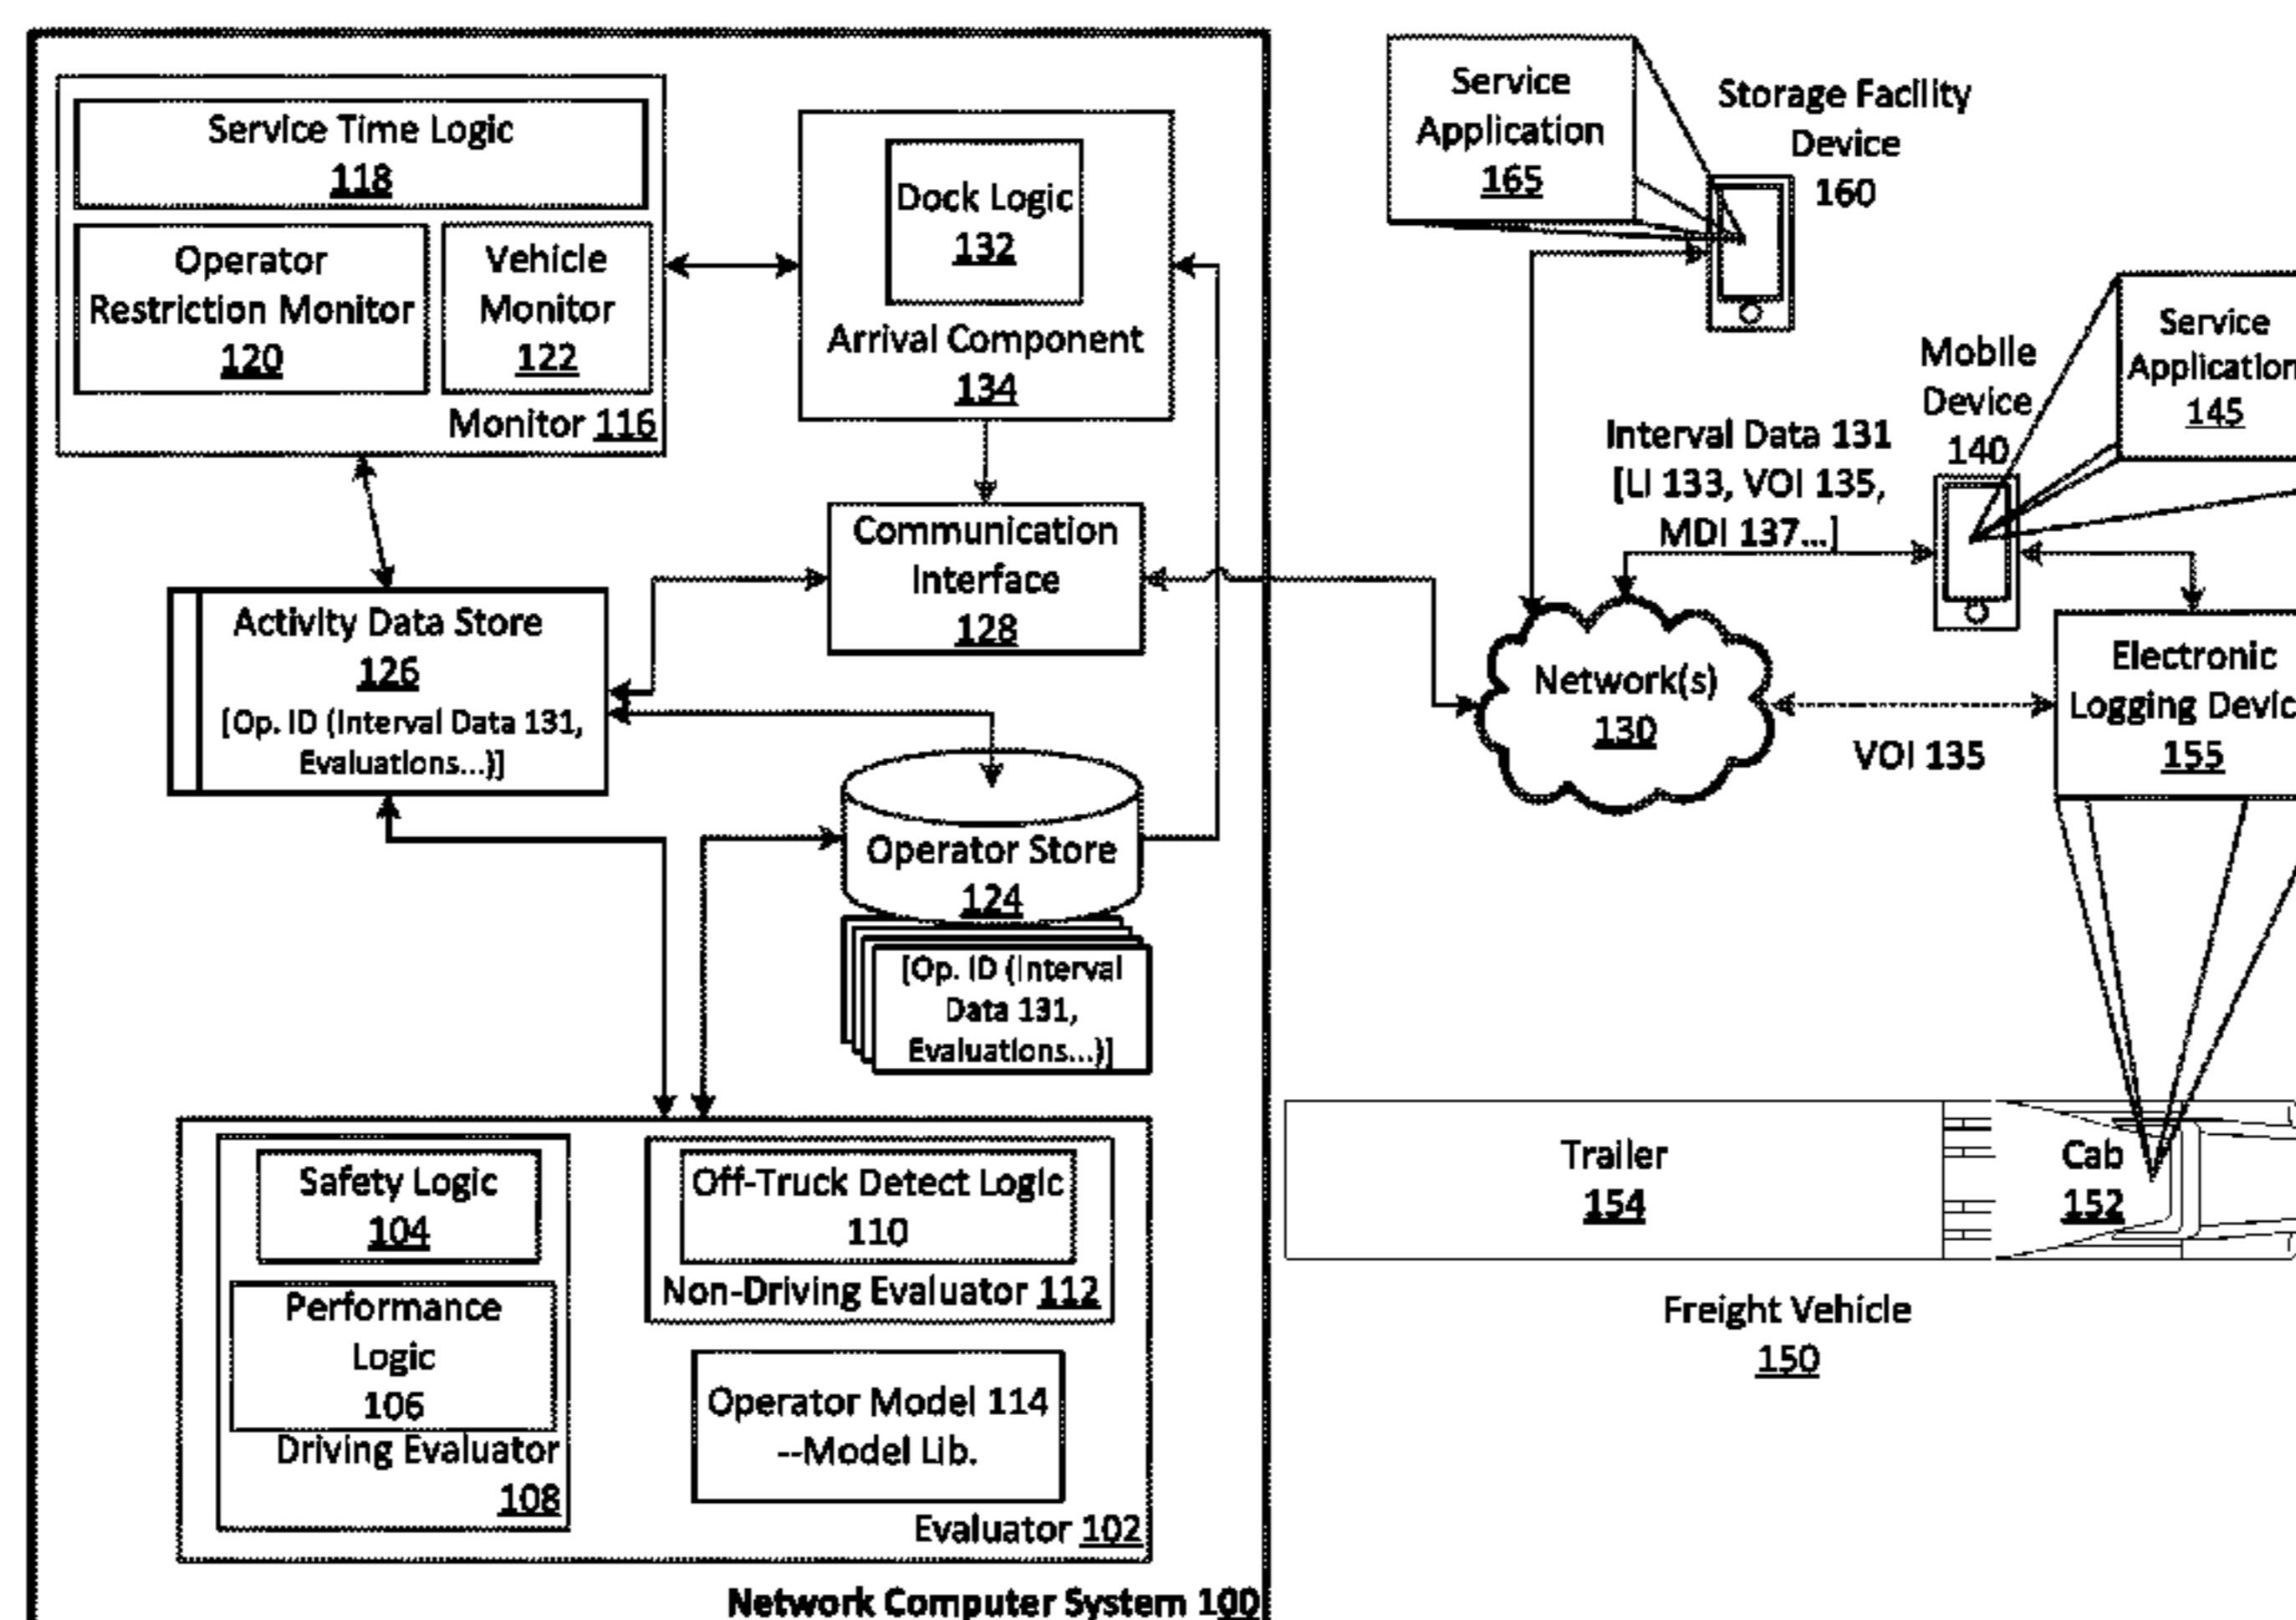 Service Time Logic
118
Operator
Restriction Monitor
120
Vehicle
Monitor
122
Monitor 116
Dock Logic
132
Arrival Component
134
Communication
Interface
128
Activity Data Store
126
[Op. ID (Interval Data 131,
Evaluations...)]
Operator Store
124
[Op. ID (Interval
Data 131,
Evaluations...)]
Safety Logic
104
Performance
Logic
106
Driving Evaluator
108
Off-Truck Detect Logic
110
Non-Driving Evaluator 112
Operator Model 114
--Model Lib.
Evaluator 102
Network Computer System 100
Service
Application
165
Storage Facility
Device
160
Mobile
Device
140
Service
Application
145
Interval Data 131
[LI 133, VOI 135,
MDI 137...]
Network(s)
130
VOI 135
Electronic
Logging Devic
155
Trailer
154
Cab
152
Freight Vehicle
150